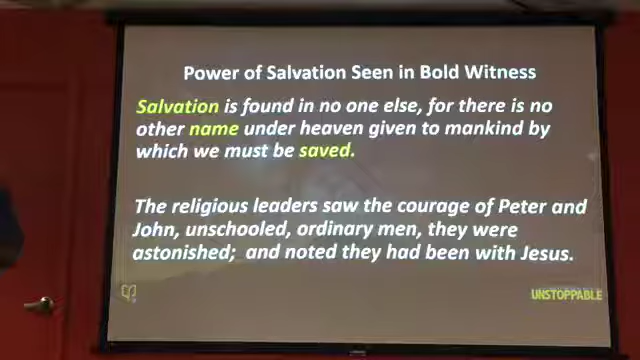 Power of Salvation Seen in Bold Witness
Salvation is found in no one else, for there is no
other name under heaven given to mankind by
which we must be saved.
The religious leaders saw the courage of Peter and
John, unschooled, ordinary men, they were
astonished; and noted they had been with Jesus.
UNSTOPPABLE